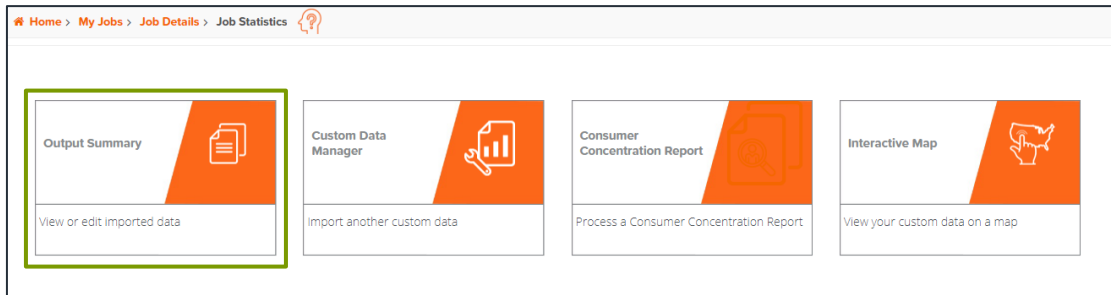 Home > My Jobs > Job Details > Job Statistics
Output Summary
View or edit imported data
Custom Data
Manager
Import another custom data
Consumer
Concentration Report
Process a Consumer Concentration Report
Interactive Map
View your custom data on a map